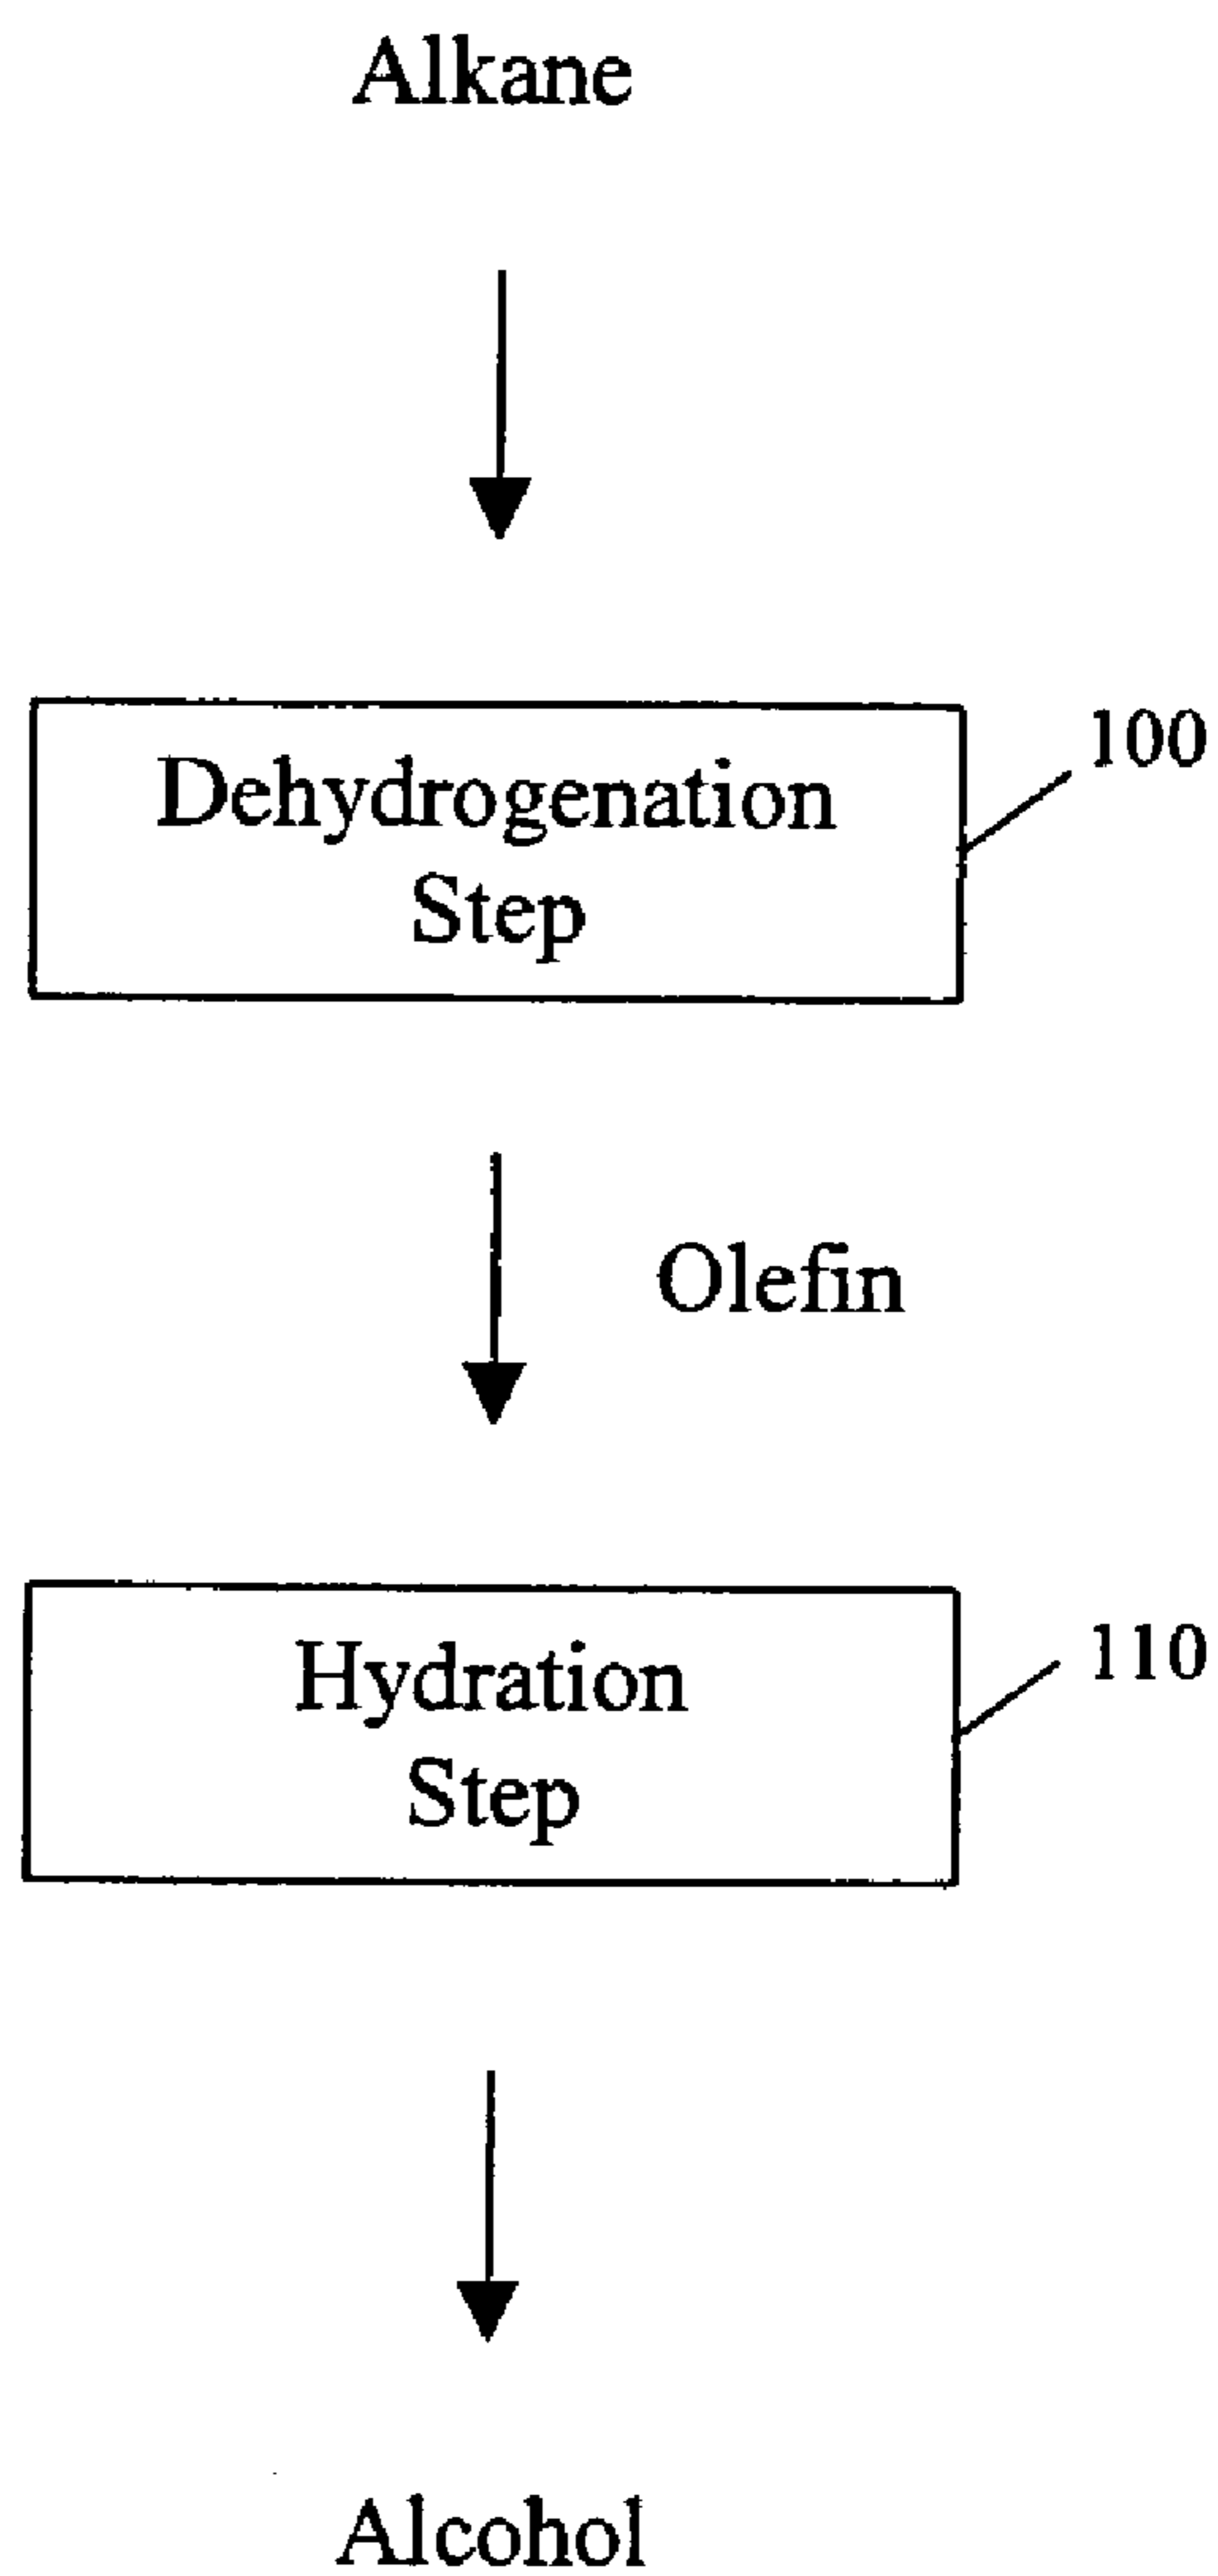 Alkane
Dehydrogenation
Step
100
Olefin
Hydration
Step
110
Alcohol